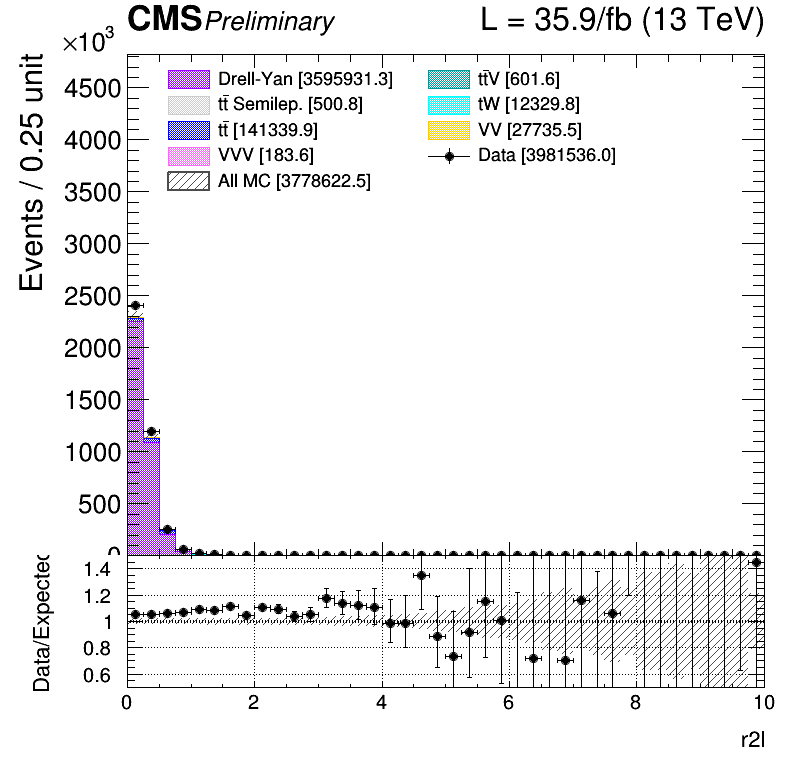 CMS Preliminary L = 35.9/fb (13 TeV)
×10³
Events / 0.25 unit
4500
4000
3500
3000
2500
2000
1500
1000
500
0
Drell-Yan [3595931.3]
tt̄ Semilep. [500.8]
tt̄ [141339.9]
VVV [183.6]
All MC [3778622.5]
tt̄V [601.6]
tW [12329.8]
VV [27735.5]
Data [3981536.0]
Data/Expected
1.4
1.2
1
0.8
0.6
0 2 4 6 8 10
r2l